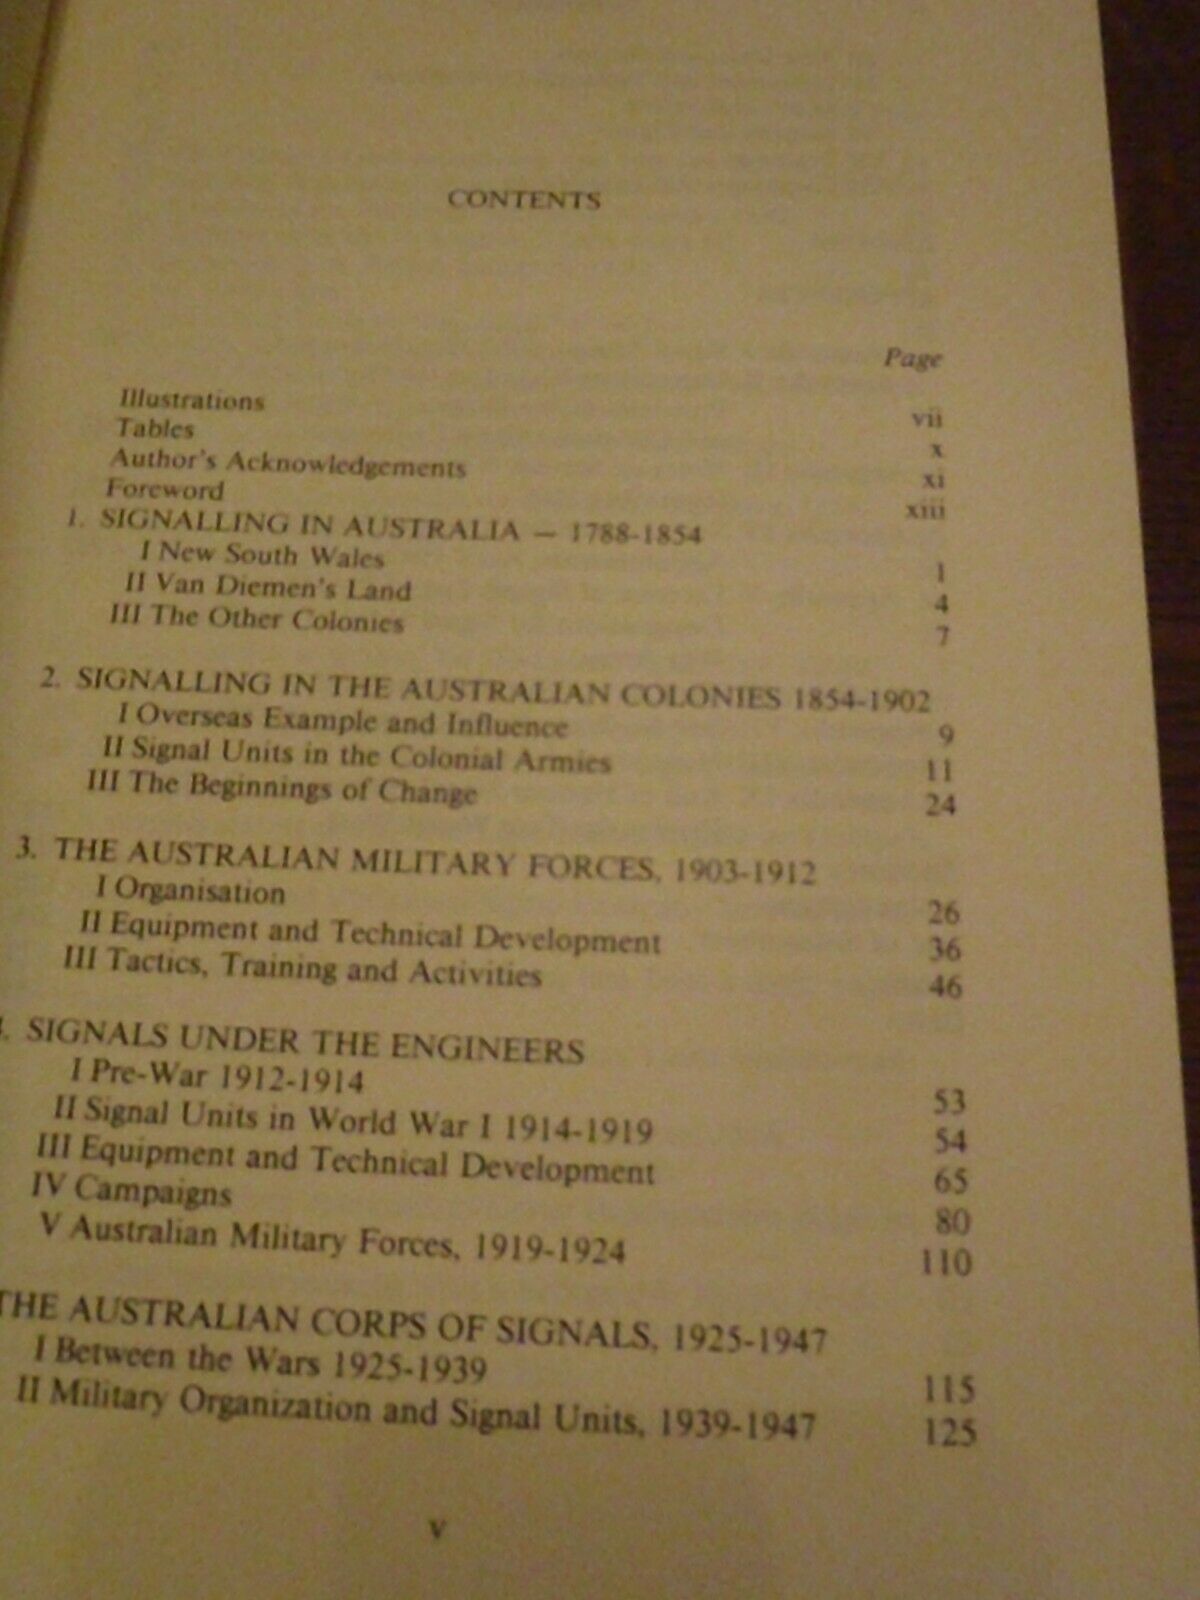 CONTENTS
Page
Illustrations vii
Tables x
Author's Acknowledgements xi
Foreword xiii
1. SIGNALLING IN AUSTRALIA — 1788-1854
I New South Wales 1
II Van Diemen's Land 4
III The Other Colonies 7
2. SIGNALLING IN THE AUSTRALIAN COLONIES 1854-1902
I Overseas Example and Influence 9
II Signal Units in the Colonial Armies 11
III The Beginnings of Change 24
3. THE AUSTRALIAN MILITARY FORCES, 1903-1912
I Organisation 26
II Equipment and Technical Development 36
III Tactics, Training and Activities 46
SIGNALS UNDER THE ENGINEERS
I Pre-War 1912-1914 53
II Signal Units in World War I 1914-1919 54
III Equipment and Technical Development 65
IV Campaigns 80
V Australian Military Forces, 1919-1924 110
THE AUSTRALIAN CORPS OF SIGNALS, 1925-1947
I Between the Wars 1925-1939 115
II Military Organization and Signal Units, 1939-1947 125
v